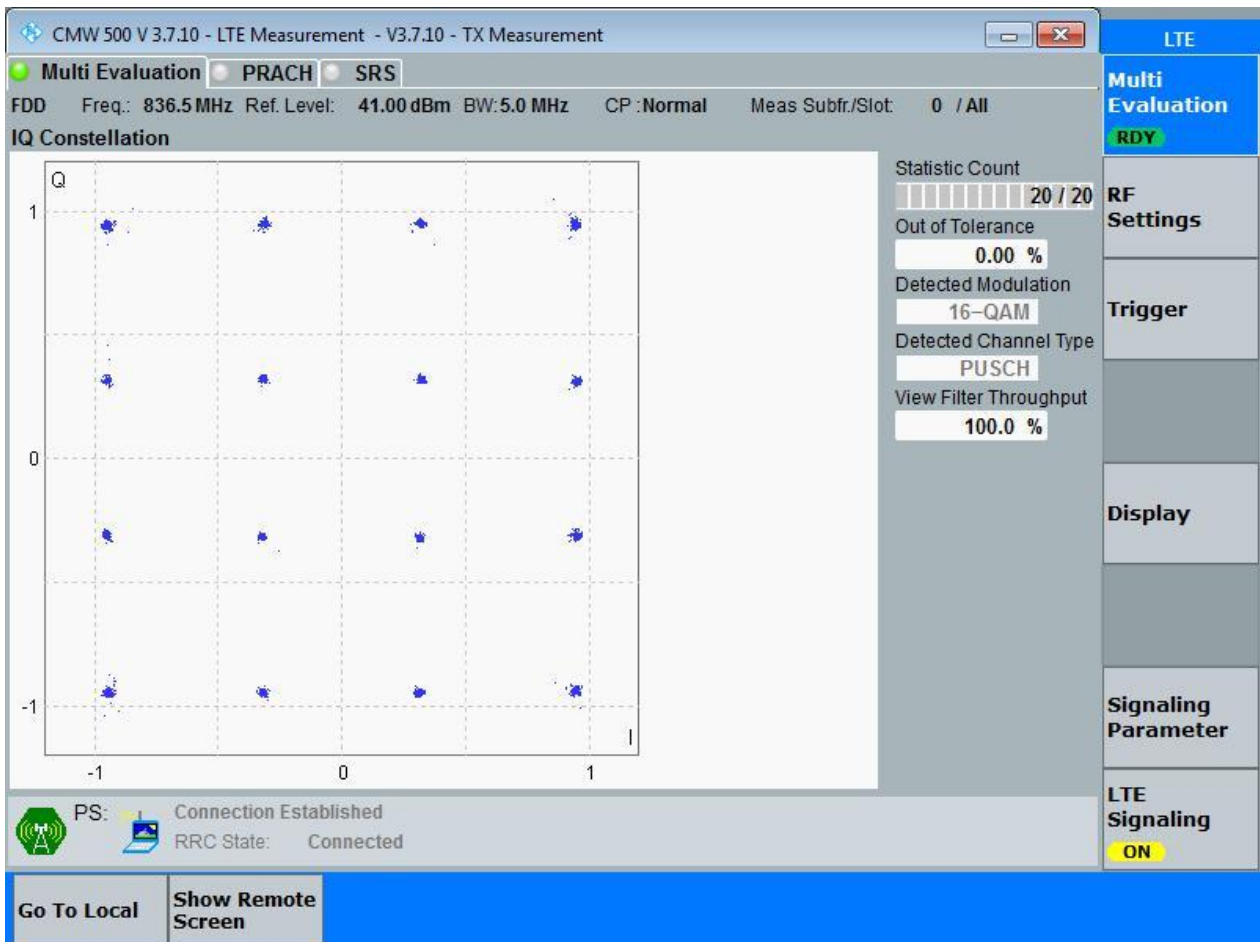 CMW 500 V 3.7.10 - LTE Measurement - V3.7.10 - TX Measurement
Multi Evaluation PRACH SRS
FDD Freq.: 836.5 MHz Ref. Level: 41.00 dBm BW: 5.0 MHz CP : Normal Meas Subfr./Slot: 0 / All
IQ Constellation
Q
1
0
-1
I
-1 0 1
Statistic Count
20 / 20
Out of Tolerance
0.00 %
Detected Modulation
16-QAM
Detected Channel Type
PUSCH
View Filter Throughput
100.0 %
PS: Connection Established
RRC State: Connected
LTE
Multi
Evaluation
RDY
RF
Settings
Trigger
Display
Signaling
Parameter
LTE
Signaling
ON
Go To Local
Show Remote
Screen